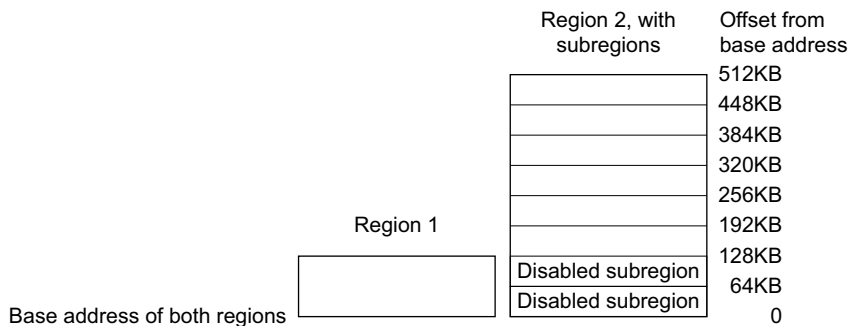 Region 2, with
subregions
Offset from
base address
512KB
448KB
384KB
320KB
256KB
Region 1
192KB
128KB
Disabled subregion
64KB
Disabled subregion
Base address of both regions
0